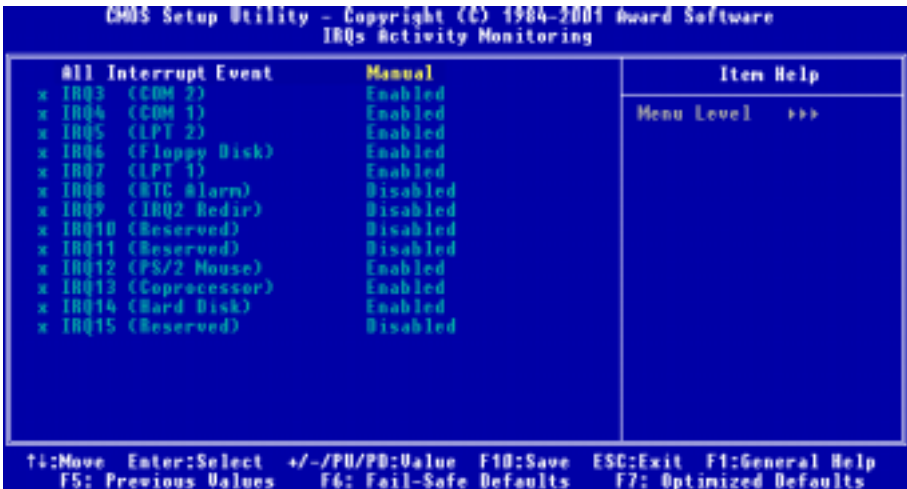 CMOS Setup Utility - Copyright (C) 1984-2001 Award Software
IRQs Activity Monitoring
All Interrupt Event Manual
x IRQ3 (COM 2) Enabled
x IRQ4 (COM 1) Enabled
x IRQ5 (LPT 2) Enabled
x IRQ6 (Floppy Disk) Enabled
x IRQ7 (LPT 1) Enabled
x IRQ8 (RTC Alarm) Disabled
x IRQ9 (IRQ2 Redir) Disabled
x IRQ10 (Reserved) Disabled
x IRQ11 (Reserved) Disabled
x IRQ12 (PS/2 Mouse) Enabled
x IRQ13 (Coprocessor) Enabled
x IRQ14 (Hard Disk) Enabled
x IRQ15 (Reserved) Disabled
Item Help
Menu Level ▸▸▸
↑↓:Move Enter:Select +/-/PU/PD:Value F10:Save ESC:Exit F1:General Help
F5: Previous Values F6: Fail-Safe Defaults F7: Optimized Defaults